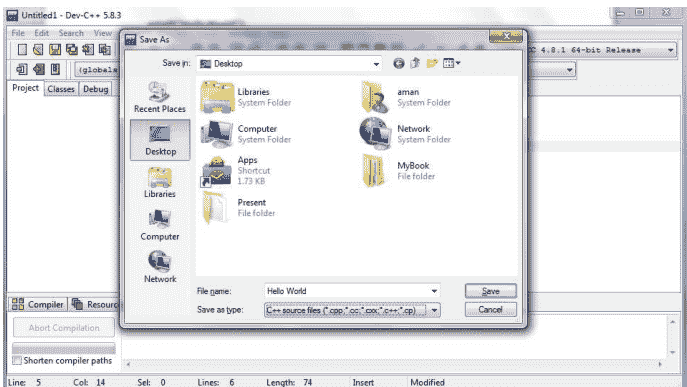 Untitled1 - Dev-C++ 5.8.3
File Edit Search View
Save As
C 4.8.1 64-bit Release
Save in: Desktop
(globals
Project Classes Debug
Recent Places
Desktop
Libraries
Computer
Network
Libraries
System Folder
aman
System Folder
Computer
System Folder
Network
System Folder
Apps
Shortcut
1.73 KB
MyBook
File folder
Present
File folder
File name: Hello World Save
Save as type: C++ source files (*.cpp;*.cc;*.cxx;*.c++;*.cp) Cancel
Compiler Resourc
Abort Compilation
Shorten compiler paths
Line: 5 Col: 14 Sel: 0 Lines: 6 Length: 74 Insert Modified